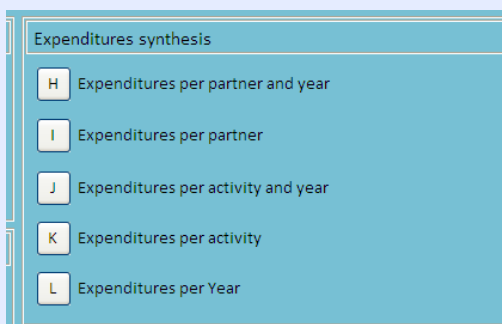 Expenditures synthesis
H Expenditures per partner and year
I Expenditures per partner
J Expenditures per activity and year
K Expenditures per activity
L Expenditures per Year